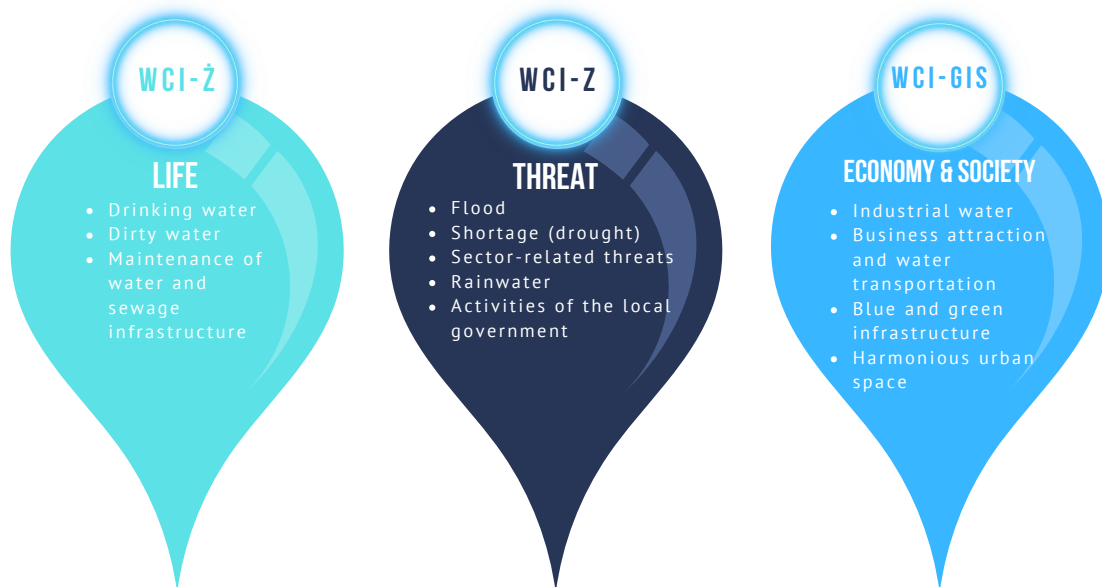 WCI-Ż
LIFE
• Drinking water
• Dirty water
• Maintenance of
water and
sewage
infrastructure
WCI-Z
THREAT
• Flood
• Shortage (drought)
• Sector-related threats
• Rainwater
• Activities of the local
government
WCI-GIS
ECONOMY & SOCIETY
• Industrial water
• Business attraction
and water
transportation
• Blue and green
infrastructure
• Harmonious urban
space